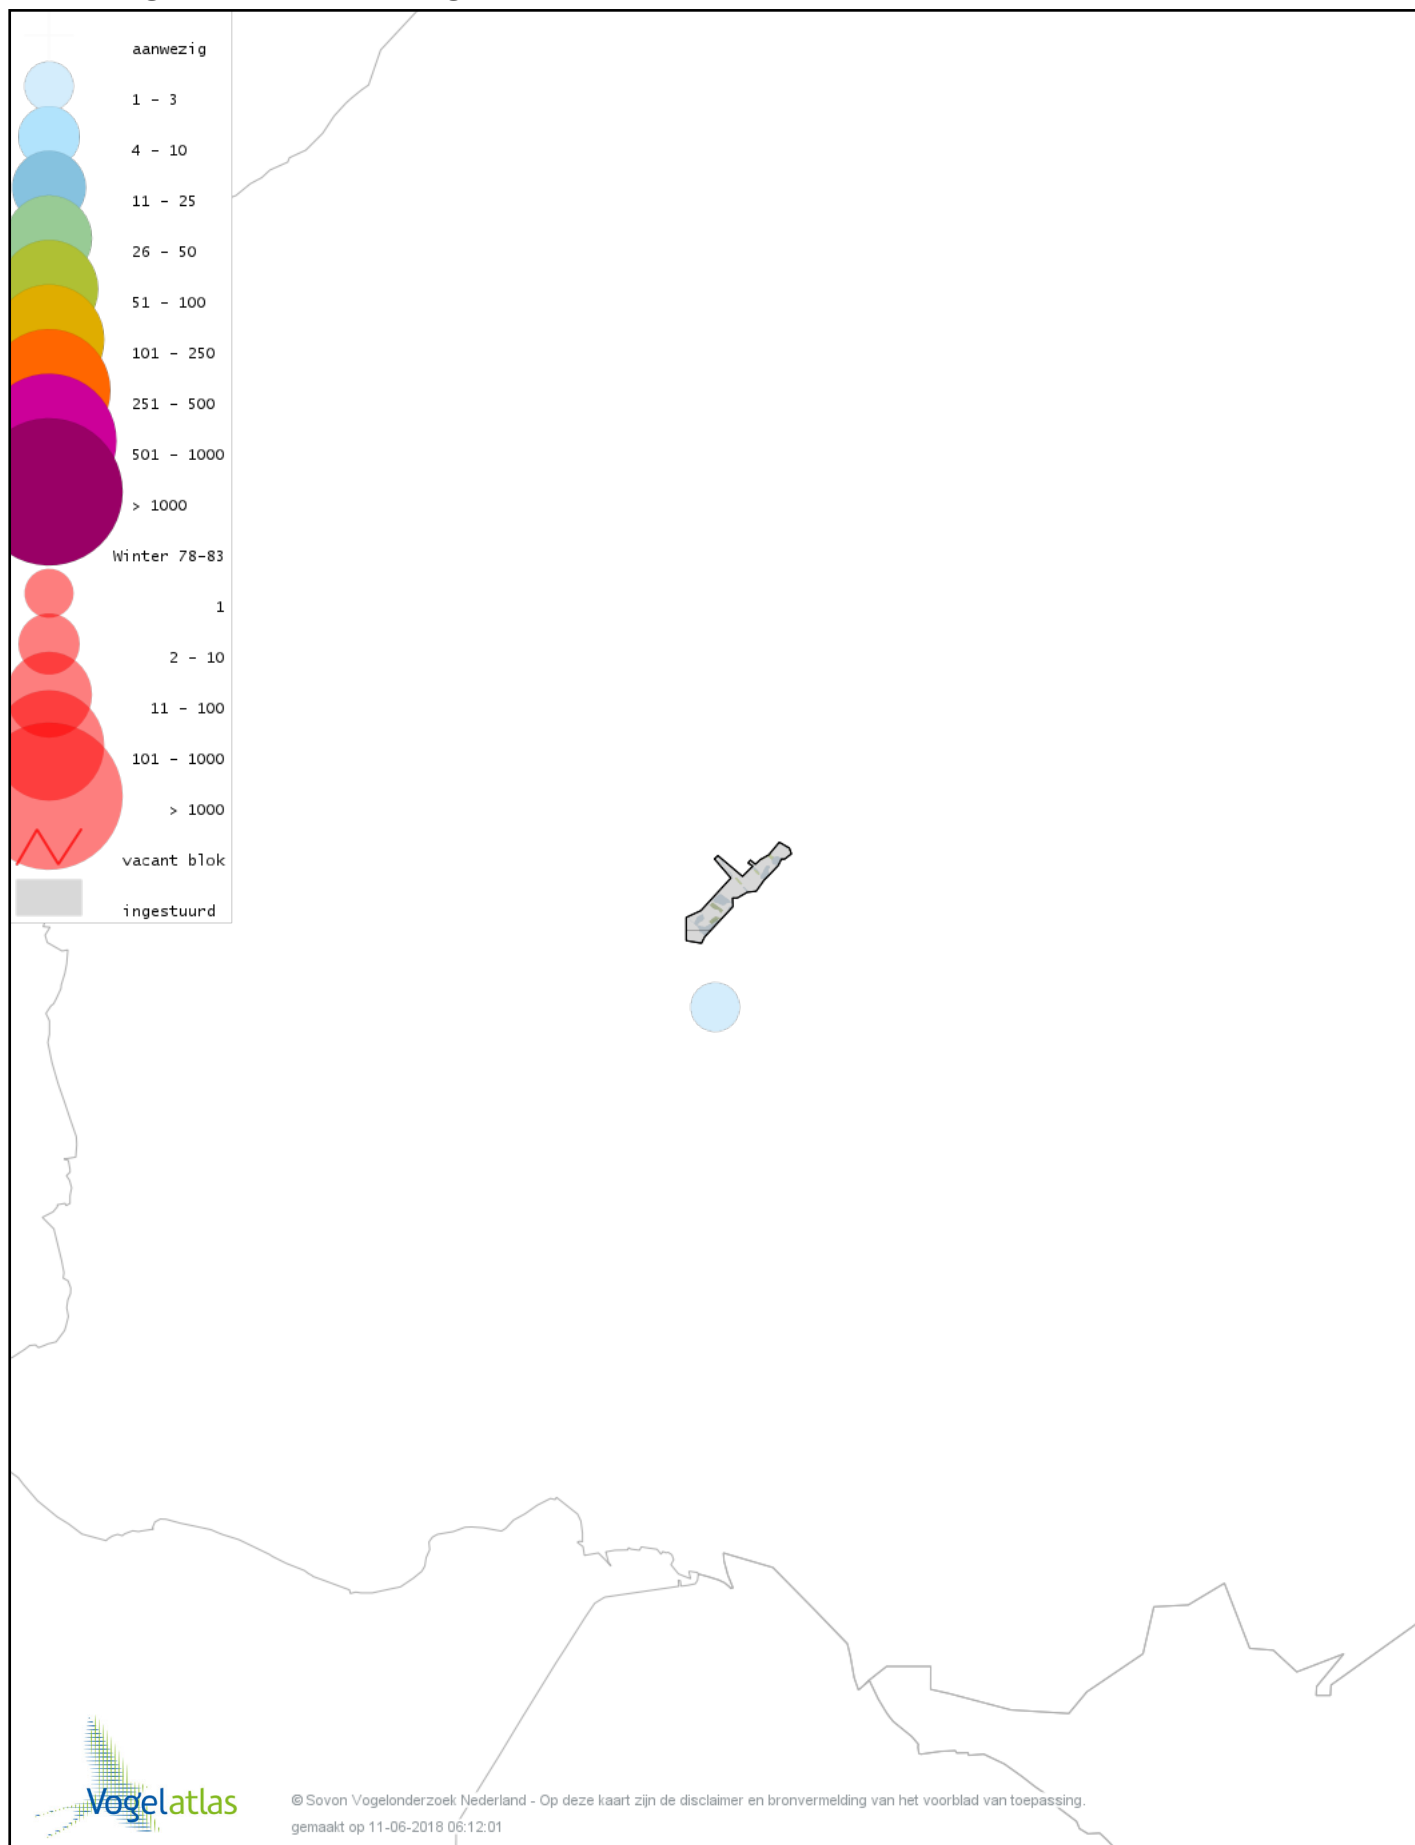 aanwezig
1 - 3
4 - 10
11 - 25
26 - 50
51 - 100
101 - 250
251 - 500
501 - 1000
> 1000
Winter 78-83
1
2 - 10
11 - 100
101 - 1000
> 1000
vacant blok
ingestuurd
Vogelatlas
© Sovon Vogelonderzoek Nederland - Op deze kaart zijn de disclaimer en bronvermelding van het voorblad van toepassing.
gemaakt op 11-06-2018 06:12:01